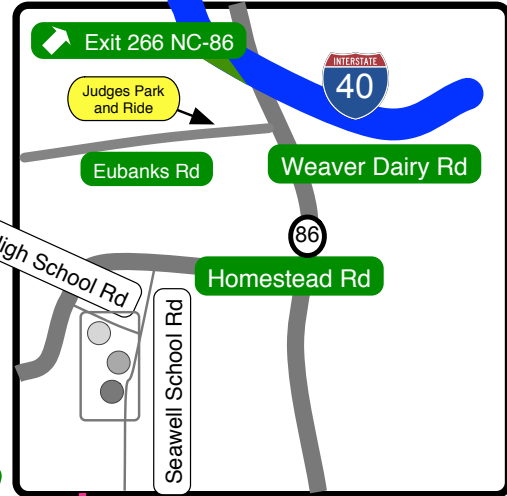 Exit 266 NC-86
INTERSTATE
40
Judges Park
and Ride
Eubanks Rd
Weaver Dairy Rd
86
High School Rd
Homestead Rd
Seawell School Rd